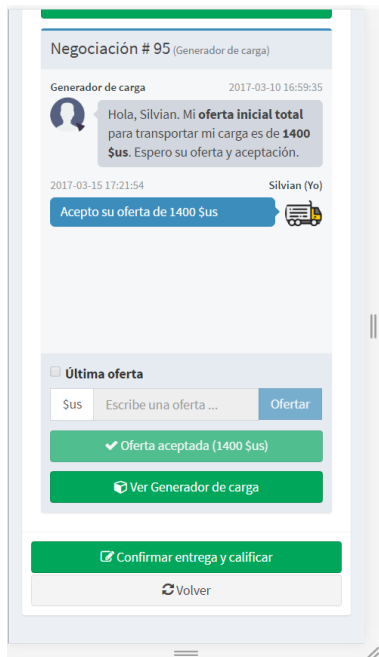 Negociación # 95 (Generador de carga)
Generador de carga 2017-03-10 16:59:35
Hola, Silvian. Mi oferta inicial total
para transportar mi carga es de 1400
$us. Espero su oferta y aceptación.
2017-03-15 17:21:54 Silvian (Yo)
Acepto su oferta de 1400 $us
Última oferta
$us Escribe una oferta ... Ofertar
Oferta aceptada (1400 $us)
Ver Generador de carga
Confirmar entrega y calificar
Volver